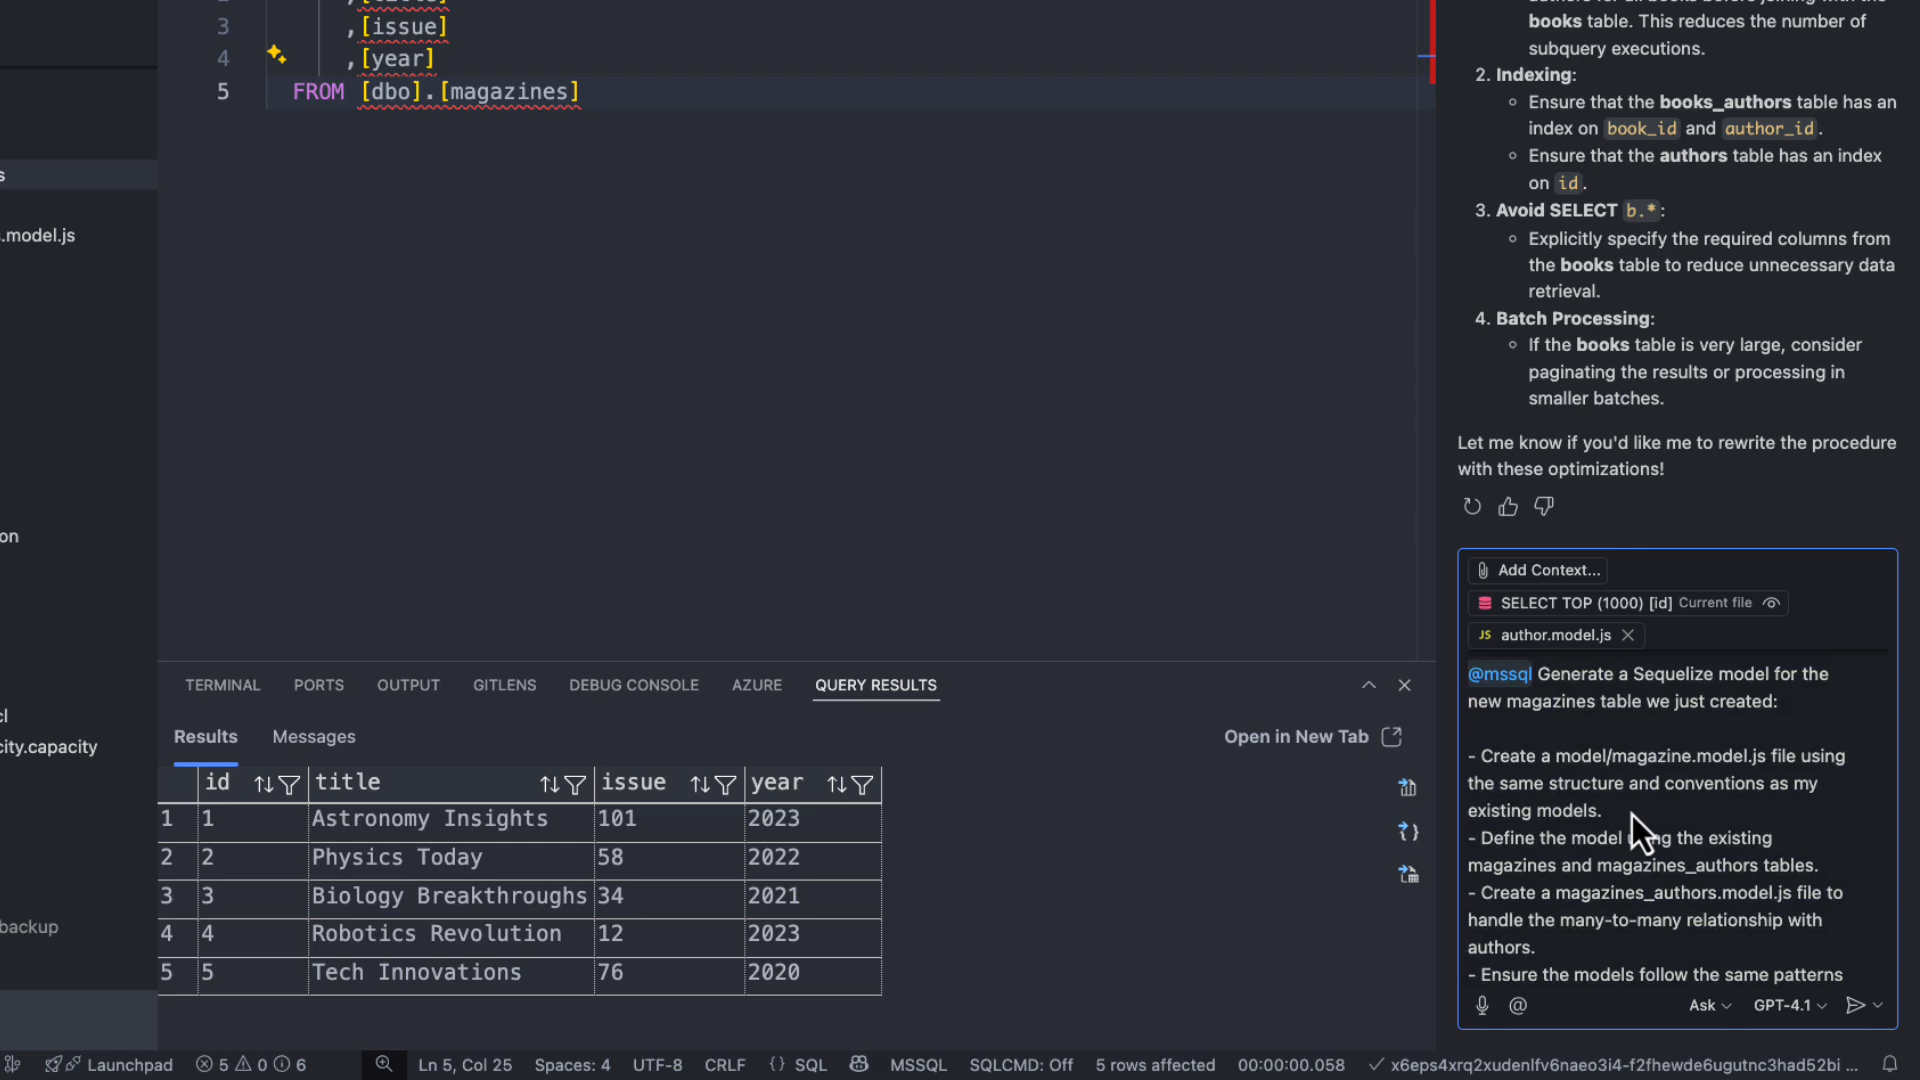 3 ,[issue]
4 ,[year]
5 FROM [dbo].[magazines]
s
.model.js
on
cl
city.capacity
backup
books table. This reduces the number of
subquery executions.
2. Indexing:
Ensure that the books_authors table has an
index on book_id and author_id.
Ensure that the authors table has an index
on id.
3. Avoid SELECT b.*:
Explicitly specify the required columns from
the books table to reduce unnecessary data
retrieval.
4. Batch Processing:
If the books table is very large, consider
paginating the results or processing in
smaller batches.
Let me know if you'd like me to rewrite the procedure
with these optimizations!
Add Context...
SELECT TOP (1000) [id] Current file
JS author.model.js
@mssql Generate a Sequelize model for the
new magazines table we just created:
- Create a model/magazine.model.js file using
the same structure and conventions as my
existing models.
- Define the model the existing
magazines and magazines_authors tables.
- Create a magazines_authors.model.js file to
handle the many-to-many relationship with
authors.
- Ensure the models follow the same patterns
Ask GPT-4.1
TERMINAL PORTS OUTPUT GITLENS DEBUG CONSOLE AZURE QUERY RESULTS
Results Messages Open in New Tab
id title issue year
1 1 Astronomy Insights 101 2023
2 2 Physics Today 58 2022
3 3 Biology Breakthroughs 34 2021
4 4 Robotics Revolution 12 2023
5 5 Tech Innovations 76 2020
Launchpad 5 0 6 Ln 5, Col 25 Spaces: 4 UTF-8 CRLF {} SQL MSSQL SQLCMD: Off 5 rows affected 00:00:00.058 x6eps4xrq2xudenlfv6naeo3i4-f2fhewde6ugutnc3had52bi ...